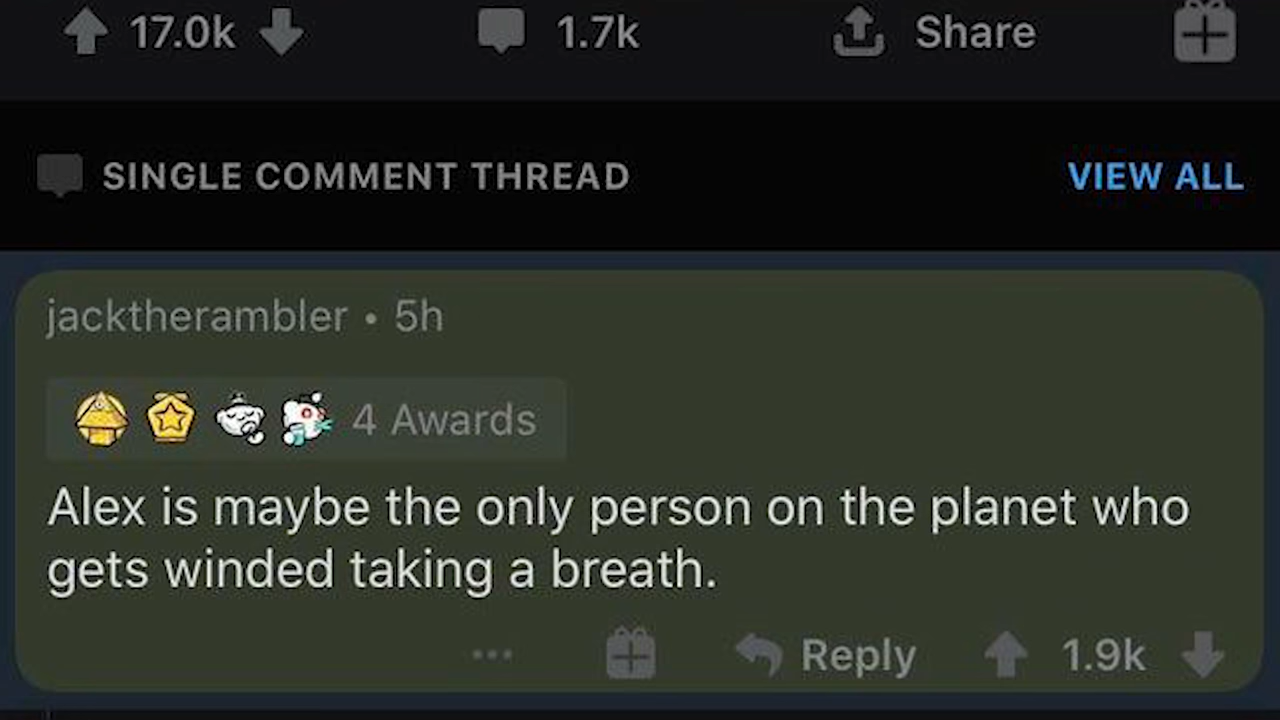 17.0k 1.7k Share
SINGLE COMMENT THREAD VIEW ALL
jacktherambler • 5h
4 Awards
Alex is maybe the only person on the planet who
gets winded taking a breath.
... Reply 1.9k